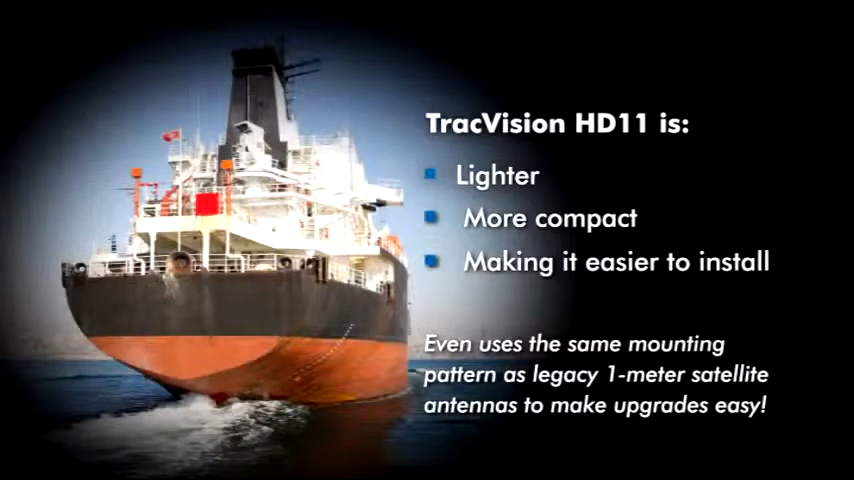 TracVision HD11 is:
Lighter
More compact
Making it easier to install
Even uses the same mounting
pattern as legacy 1-meter satellite
antennas to make upgrades easy!